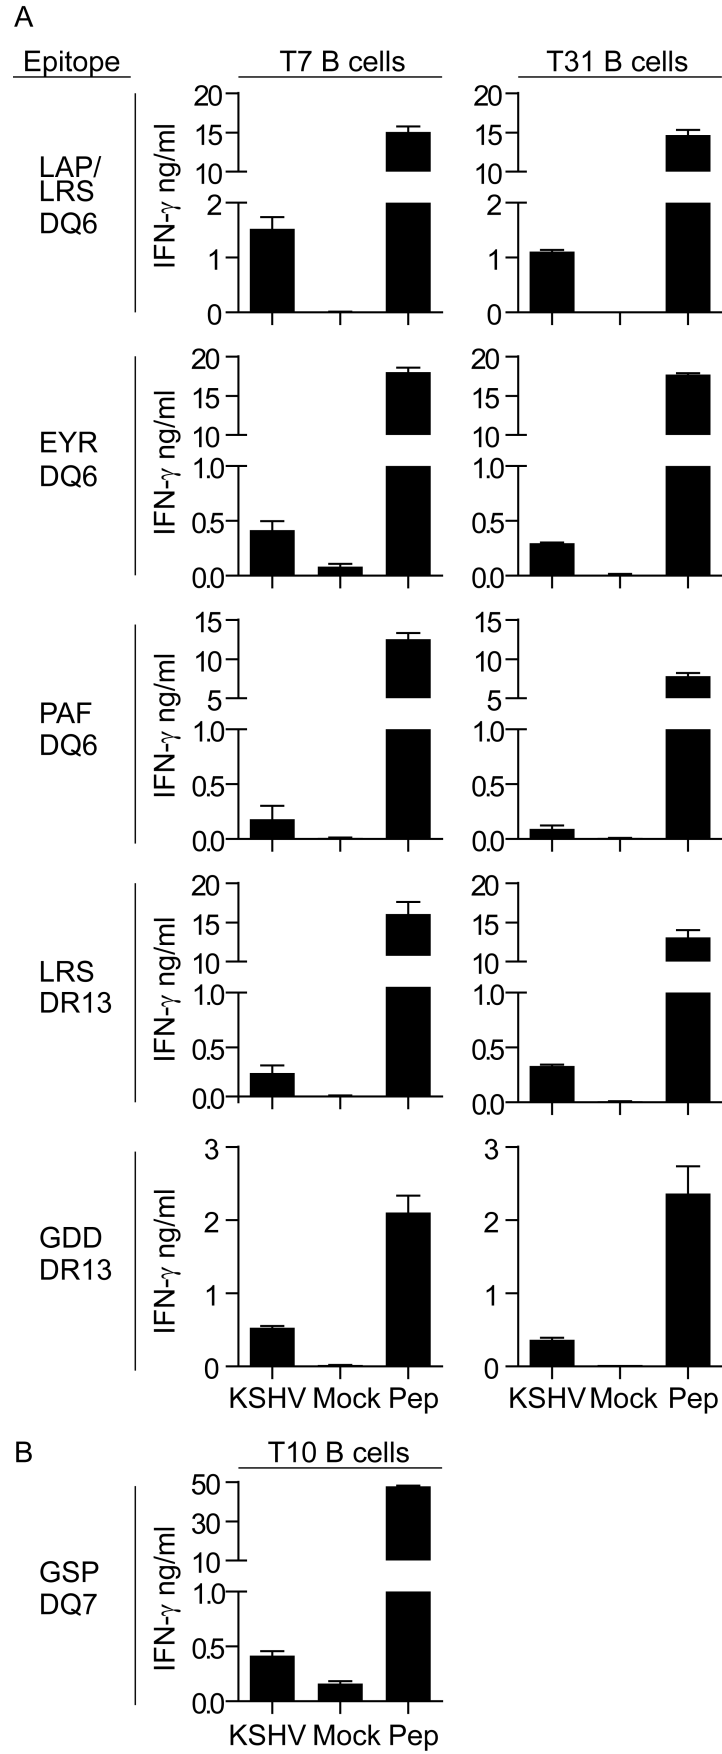 A
Epitope T7 B cells T31 B cells
LAP/
LRS
DQ6
IFN-γ ng/ml
20
15
10
2
1
0
20
15
10
2
1
0
EYR
DQ6
IFN-γ ng/ml
20
15
10
1.0
0.5
0.0
20
15
10
1.0
0.5
0.0
PAF
DQ6
IFN-γ ng/ml
15
10
5
1.0
0.5
0.0
15
10
5
1.0
0.5
0.0
LRS
DR13
IFN-γ ng/ml
20
15
10
1.0
0.5
0.0
20
15
10
1.0
0.5
0.0
GDD
DR13
IFN-γ ng/ml
3
2
1
0
3
2
1
0
KSHV Mock Pep KSHV Mock Pep
B
T10 B cells
GSP
DQ7
IFN-γ ng/ml
50
30
10
1.0
0.5
0.0
KSHV Mock Pep